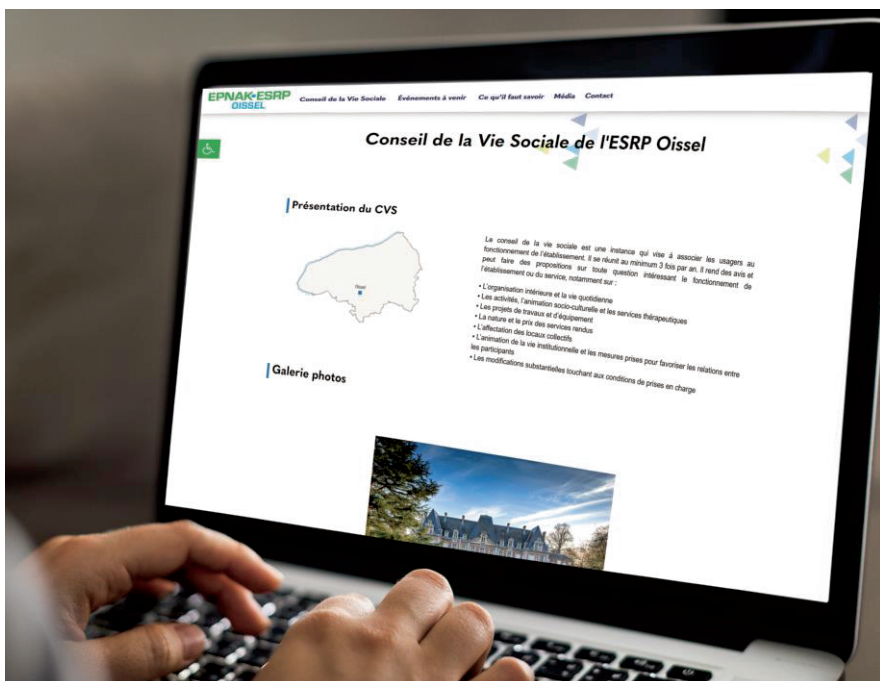 EPNAK-ESRP
OISSEL
Conseil de la Vie Sociale Événements à venir Ce qu'il faut savoir Média Contact
Conseil de la Vie Sociale de l'ESRP Oissel
Présentation du CVS
Oissel
Le conseil de la vie sociale est une instance qui vise à associer les usagers au
fonctionnement de l'établissement. Il se réunit au minimum 3 fois par an. Il rend des avis et
peut faire des propositions sur toute question intéressant le fonctionnement de
l'établissement ou du service, notamment sur :
• L'organisation intérieure et la vie quotidienne
• Les activités, l'animation socio-culturelle et les services thérapeutiques
• Les projets de travaux et d'équipement
• La nature et le prix des services rendus
• L'affectation des locaux collectifs
• L'animation de la vie institutionnelle et les mesures prises pour favoriser les relations entre
les participants
• Les modifications substantielles touchant aux conditions de prises en charge
Galerie photos